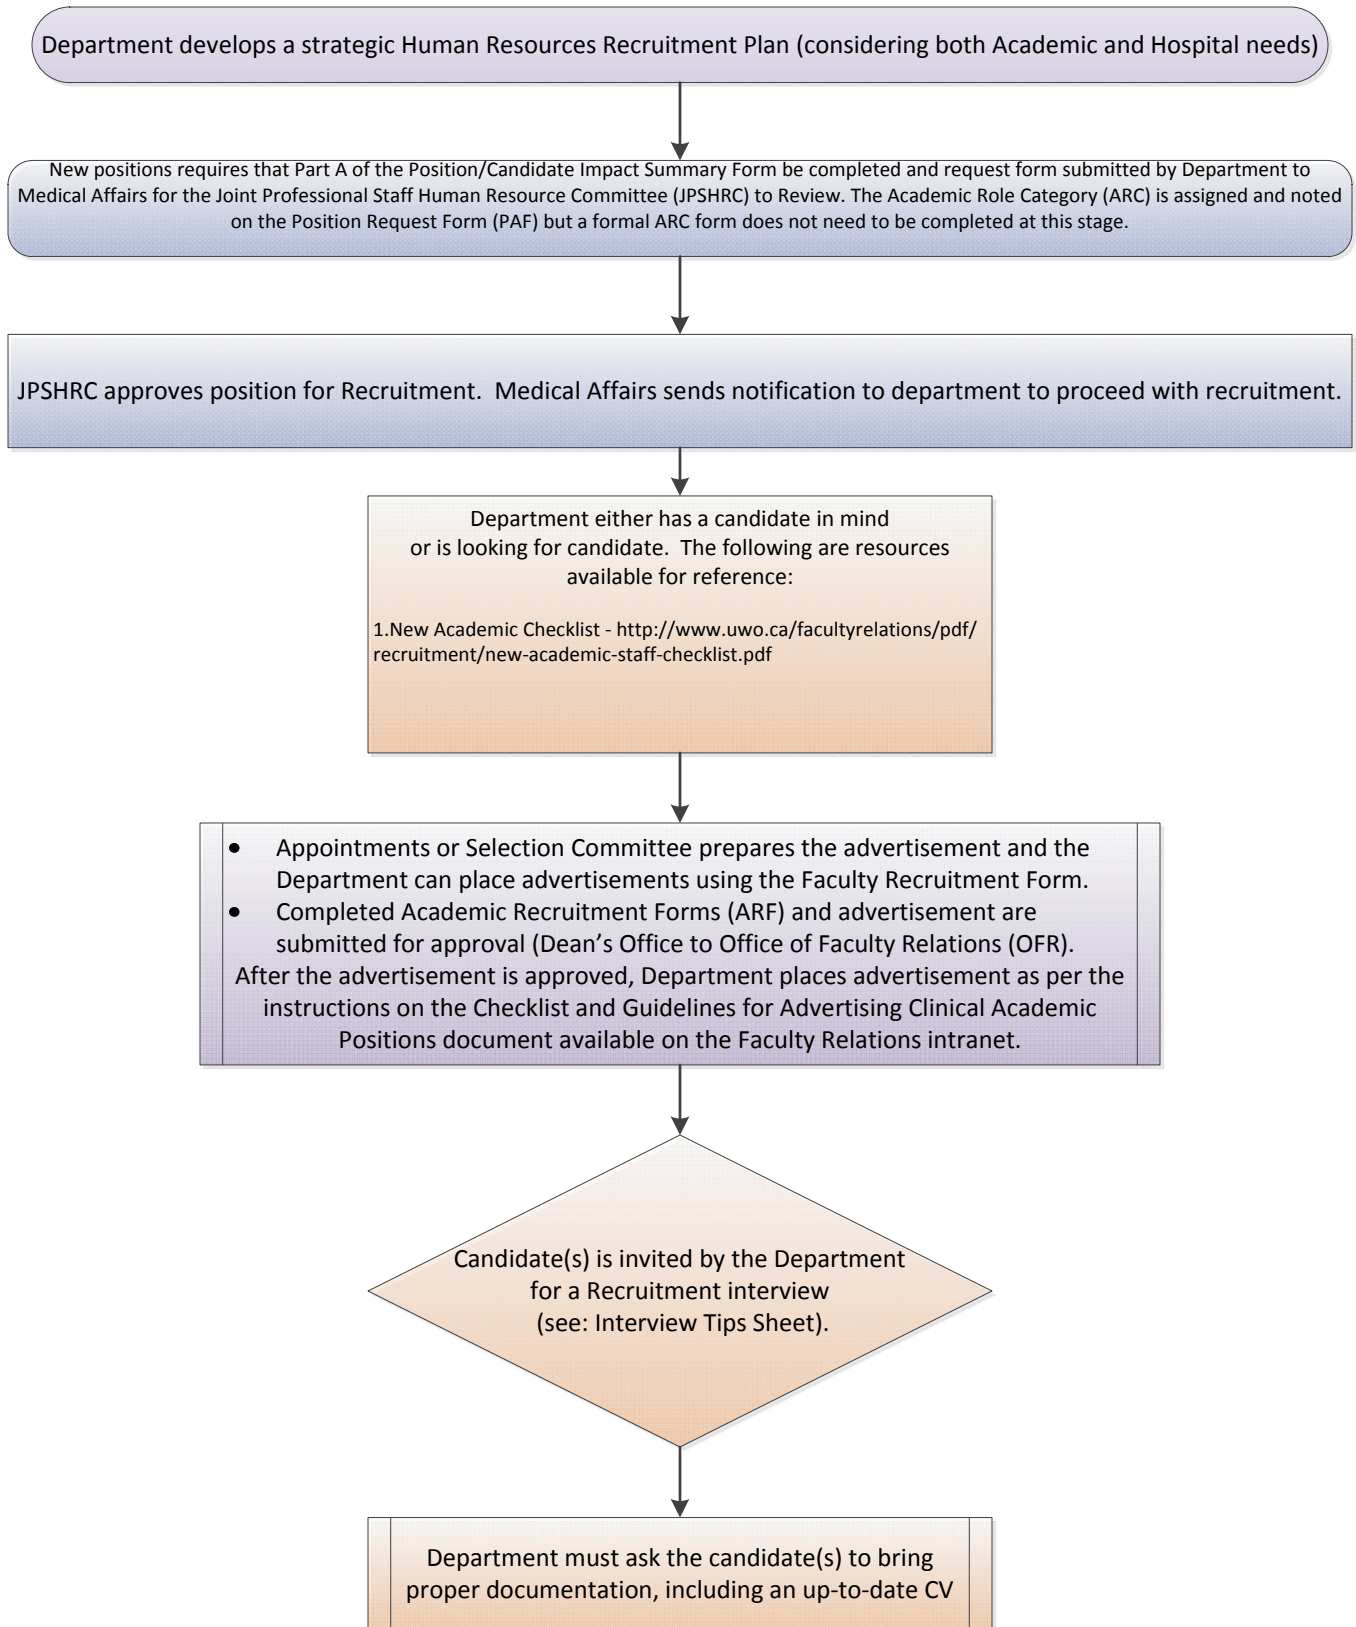 Department develops a strategic Human Resources Recruitment Plan (considering both Academic and Hospital needs)
New positions requires that Part A of the Position/Candidate Impact Summary Form be completed and request form submitted by Department to
Medical Affairs for the Joint Professional Staff Human Resource Committee (JPSHRC) to Review. The Academic Role Category (ARC) is assigned and noted
on the Position Request Form (PAF) but a formal ARC form does not need to be completed at this stage.
JPSHRC approves position for Recruitment.  Medical Affairs sends notification to department to proceed with recruitment.
Department either has a candidate in mind
or is looking for candidate.  The following are resources
available for reference:
1.New Academic Checklist - http://www.uwo.ca/facultyrelations/pdf/
recruitment/new-academic-staff-checklist.pdf
• Appointments or Selection Committee prepares the advertisement and the
Department can place advertisements using the Faculty Recruitment Form.
• Completed Academic Recruitment Forms (ARF) and advertisement are
submitted for approval (Dean’s Office to Office of Faculty Relations (OFR).
After the advertisement is approved, Department places advertisement as per the
instructions on the Checklist and Guidelines for Advertising Clinical Academic
Positions document available on the Faculty Relations intranet.
Candidate(s) is invited by the Department
for a Recruitment interview
(see: Interview Tips Sheet).
Department must ask the candidate(s) to bring
proper documentation, including an up-to-date CV